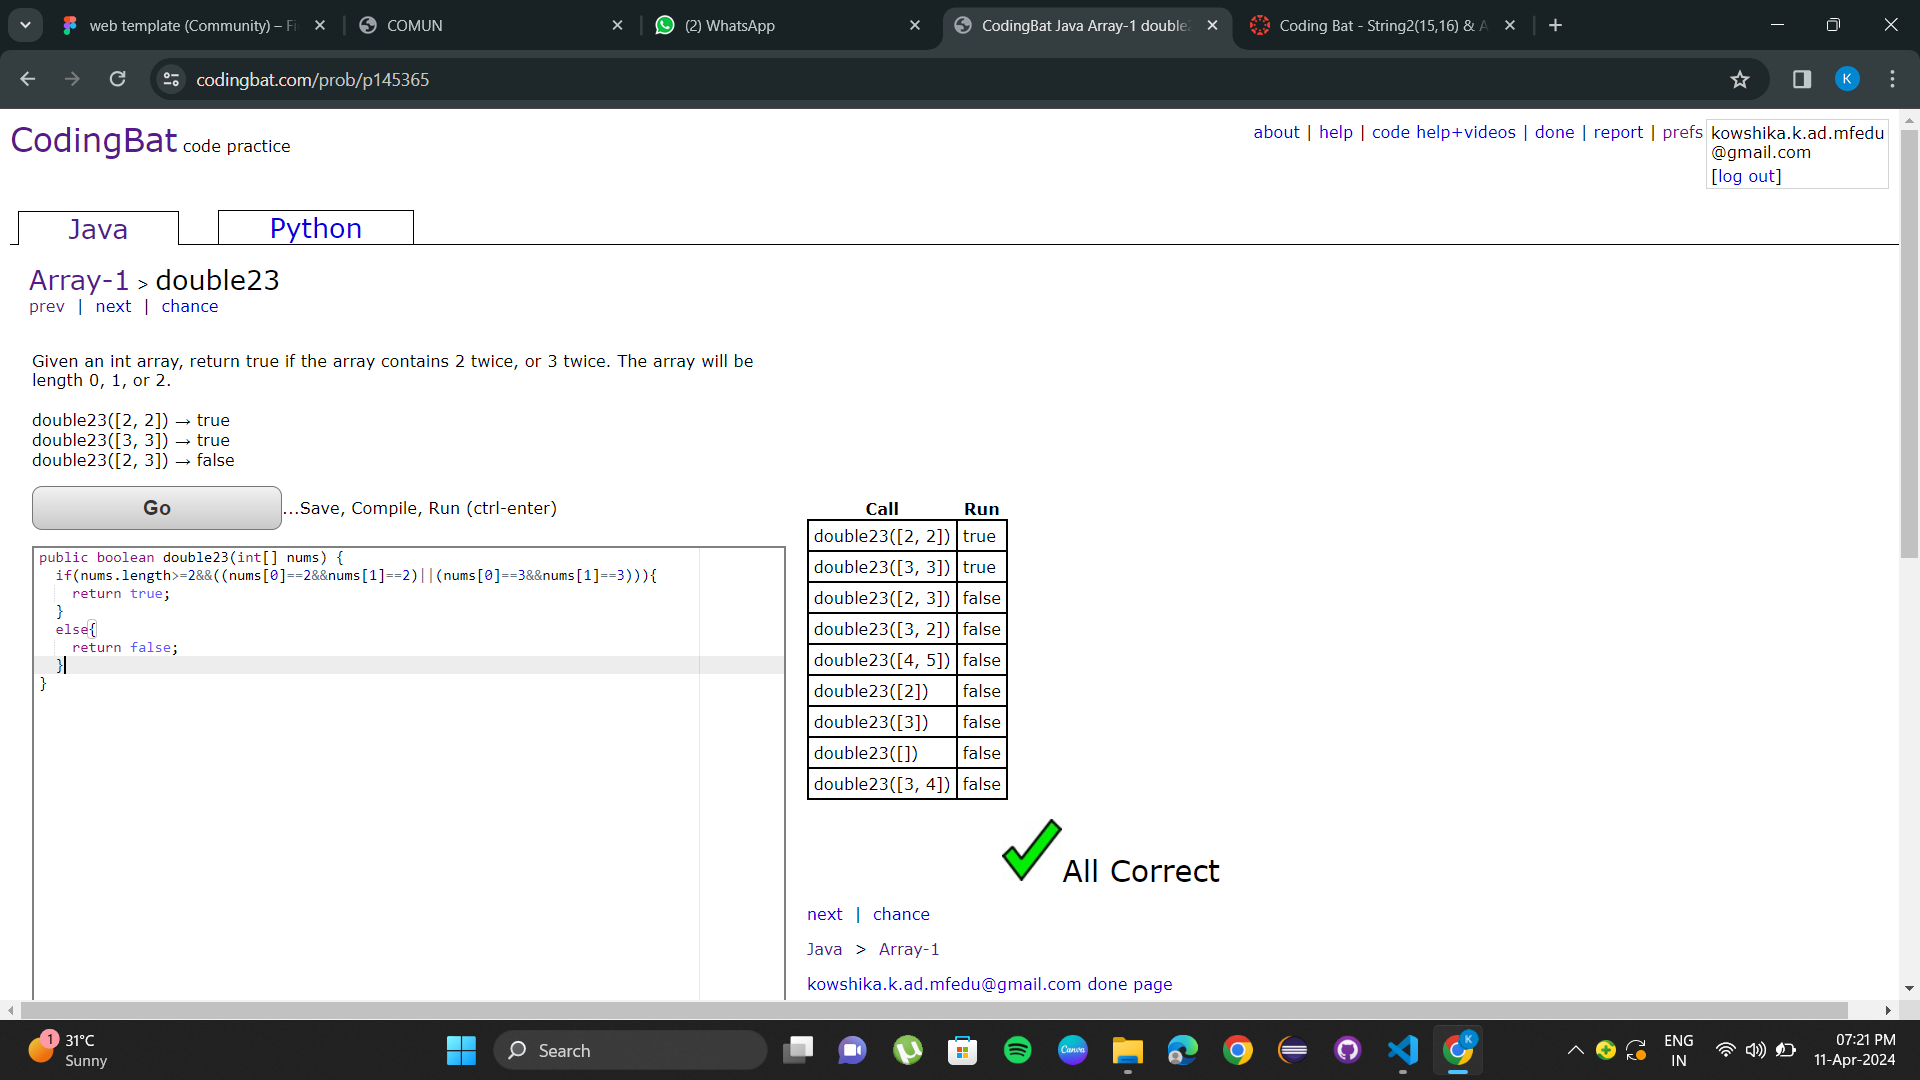 web template (Community) – Fi
COMUN
(2) WhatsApp
CodingBat Java Array-1 double2
Coding Bat - String2(15,16) & A
codingbat.com/prob/p145365
K
CodingBat code practice
about | help | code help+videos | done | report | prefs
kowshika.k.ad.mfedu
@gmail.com
[log out]
Java
Python
Array-1 > double23
prev | next | chance
Given an int array, return true if the array contains 2 twice, or 3 twice. The array will be
length 0, 1, or 2.
double23([2, 2]) → true
double23([3, 3]) → true
double23([2, 3]) → false
Go
...Save, Compile, Run (ctrl-enter)
public boolean double23(int[] nums) {
if(nums.length>=2&&((nums[0]==2&&nums[1]==2)||(nums[0]==3&&nums[1]==3))){
return true;
}
else{
return false;
}
}
Call Run
double23([2, 2]) true
double23([3, 3]) true
double23([2, 3]) false
double23([3, 2]) false
double23([4, 5]) false
double23([2]) false
double23([3]) false
double23([]) false
double23([3, 4]) false
All Correct
next | chance
Java > Array-1
kowshika.k.ad.mfedu@gmail.com done page
1
31°C
Sunny
Search
Canva
K
ENG
IN
07:21 PM
11-Apr-2024